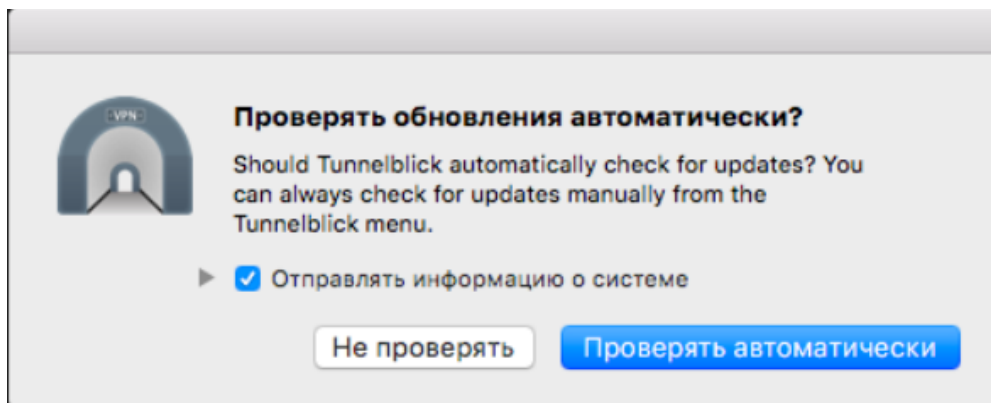 VPN
Проверять обновления автоматически?
Should Tunnelblick automatically check for updates? You
can always check for updates manually from the
Tunnelblick menu.
Отправлять информацию о системе
Не проверять
Проверять автоматически